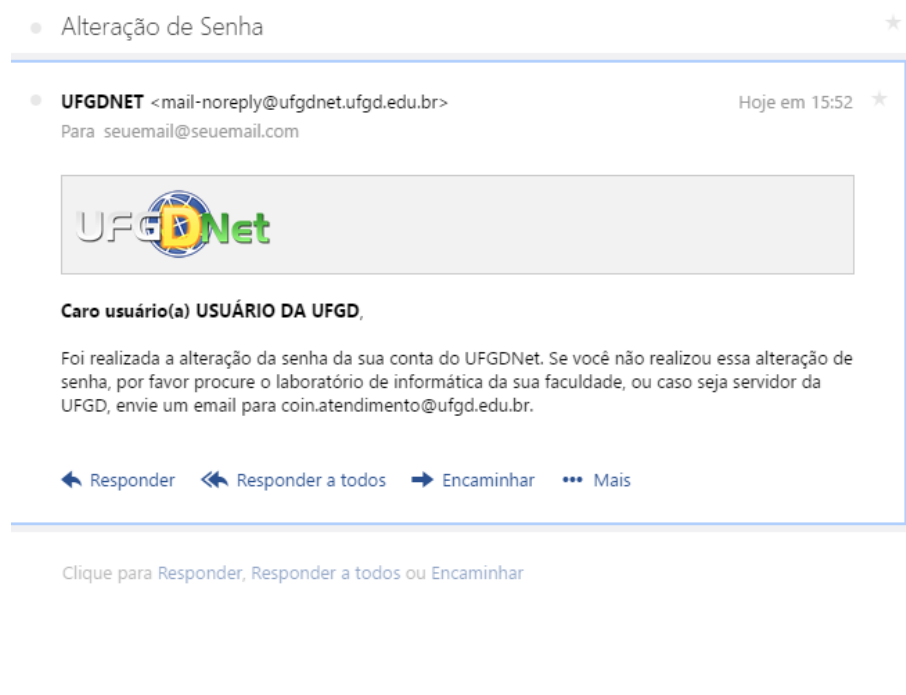 Alteração de Senha
UFGDNET <mail-noreply@ufgdnet.ufgd.edu.br>
Hoje em 15:52
Para seuemail@seuemail.com
UFGDNet
Caro usuário(a) USUÁRIO DA UFGD,
Foi realizada a alteração da senha da sua conta do UFGDNet. Se você não realizou essa alteração de
senha, por favor procure o laboratório de informática da sua faculdade, ou caso seja servidor da
UFGD, envie um email para coin.atendimento@ufgd.edu.br.
Responder Responder a todos Encaminhar Mais
Clique para Responder, Responder a todos ou Encaminhar